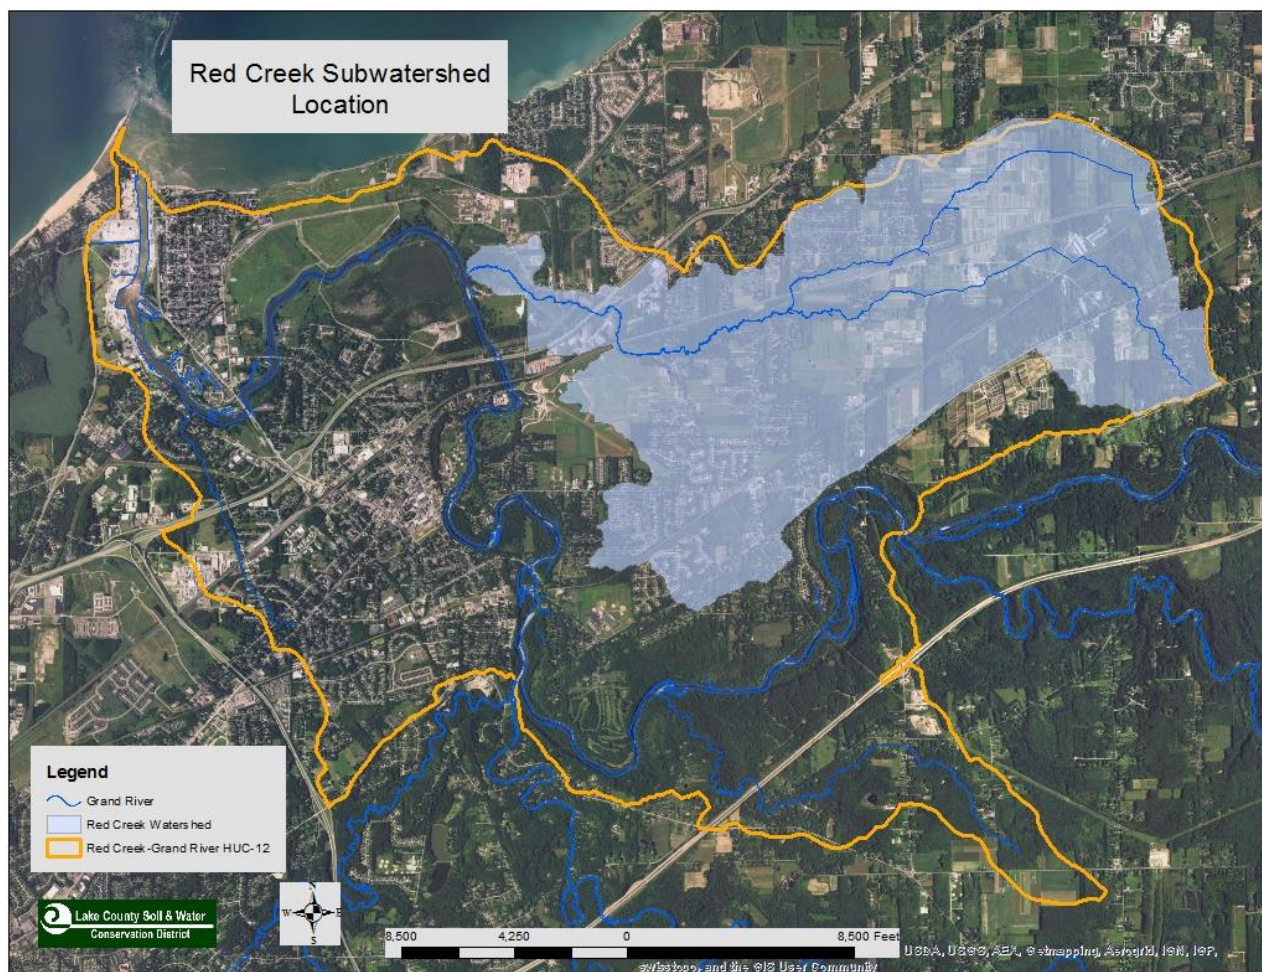 Red Creek Subwatershed
Location
Legend
Grand River
Red Creek Watershed
Red Creek-Grand River HUC-12
Lake County Soil & Water
Conservation District
N
W
E
S
8,500
4,250
0
8,500 Feet
USDA, USGS, AEX, Getmapping, Aerogrid, IGN, IGP,
swisstopo, and the GIS User Community